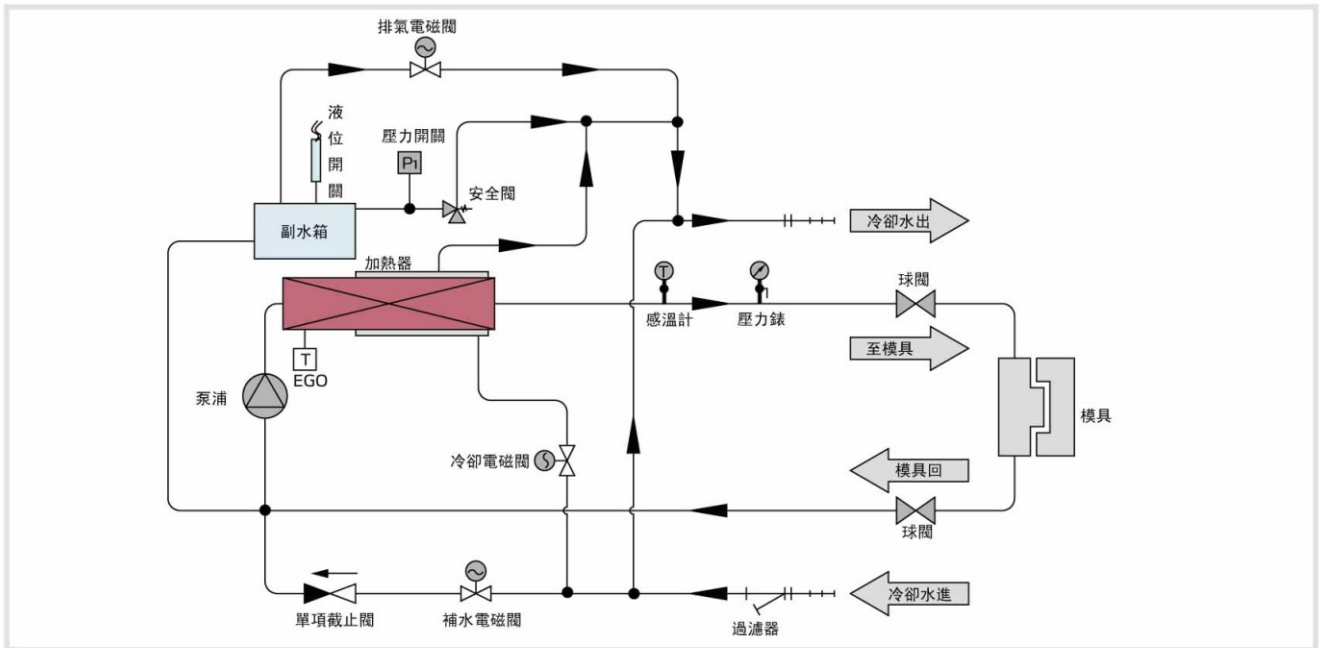 排氣電磁閥
液位開關
壓力開關
P1
安全閥
副水箱
冷卻水出
加熱器
T
球閥
感溫計
壓力錶
至模具
T
EGO
泵浦
模具
冷卻電磁閥
模具回
球閥
冷卻水進
單項截止閥
補水電磁閥
過濾器